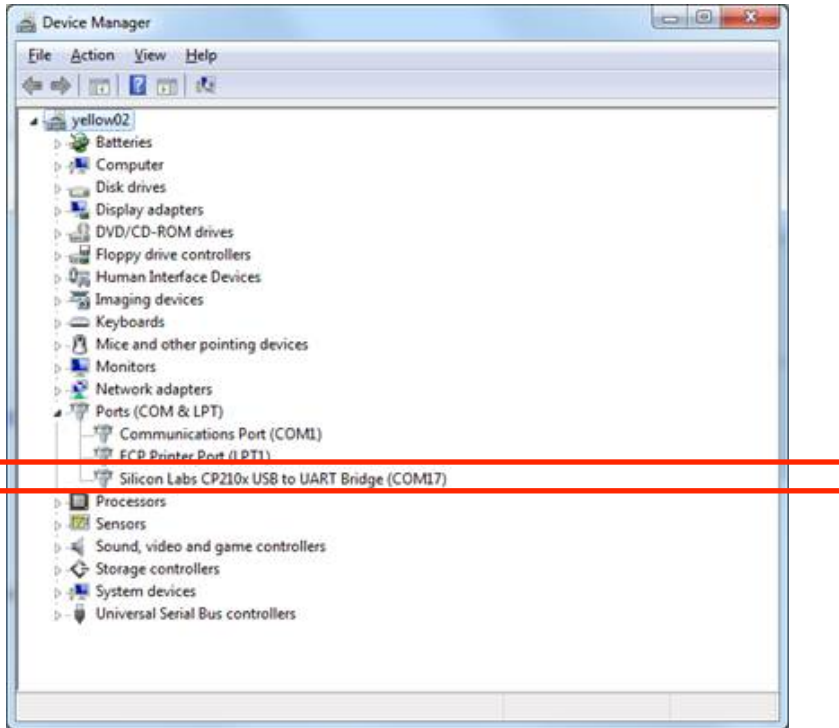 Device Manager
File Action View Help
yellow02
Batteries
Computer
Disk drives
Display adapters
DVD/CD-ROM drives
Floppy drive controllers
Human Interface Devices
Imaging devices
Keyboards
Mice and other pointing devices
Monitors
Network adapters
Ports (COM & LPT)
Communications Port (COM1)
ECP Printer Port (LPT1)
Silicon Labs CP210x USB to UART Bridge (COM17)
Processors
Sensors
Sound, video and game controllers
Storage controllers
System devices
Universal Serial Bus controllers